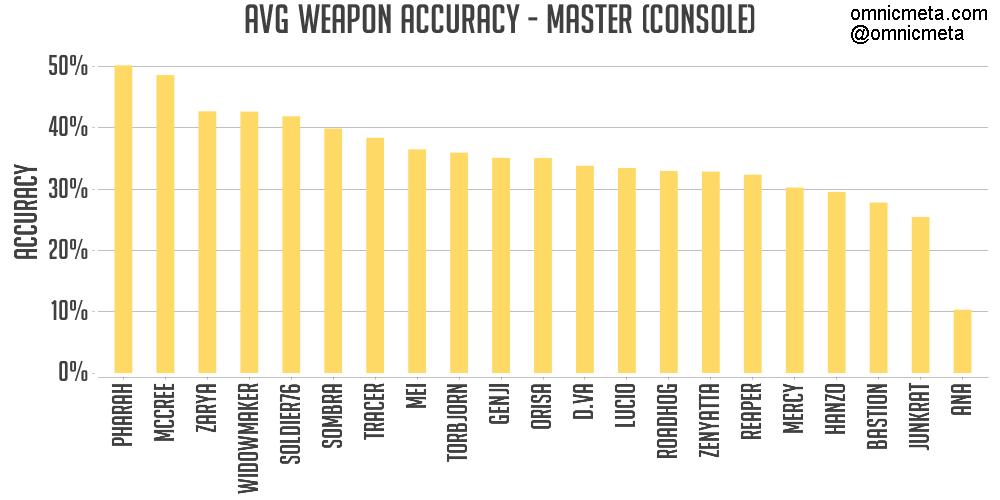 AVG WEAPON ACCURACY - MASTER (CONSOLE)
omnicmeta.com
@omnicmeta
ACCURACY
50%
40%
30%
20%
10%
0%
PHARAH
MCCREE
ZARYA
WIDOWMAKER
SOLDIER76
SOMBRA
TRACER
MEI
TORBJORN
GENJI
ORISA
D.VA
LUCIO
ROADHOG
ZENYATTA
REAPER
MERCY
HANZO
BASTION
JUNKRAT
ANA